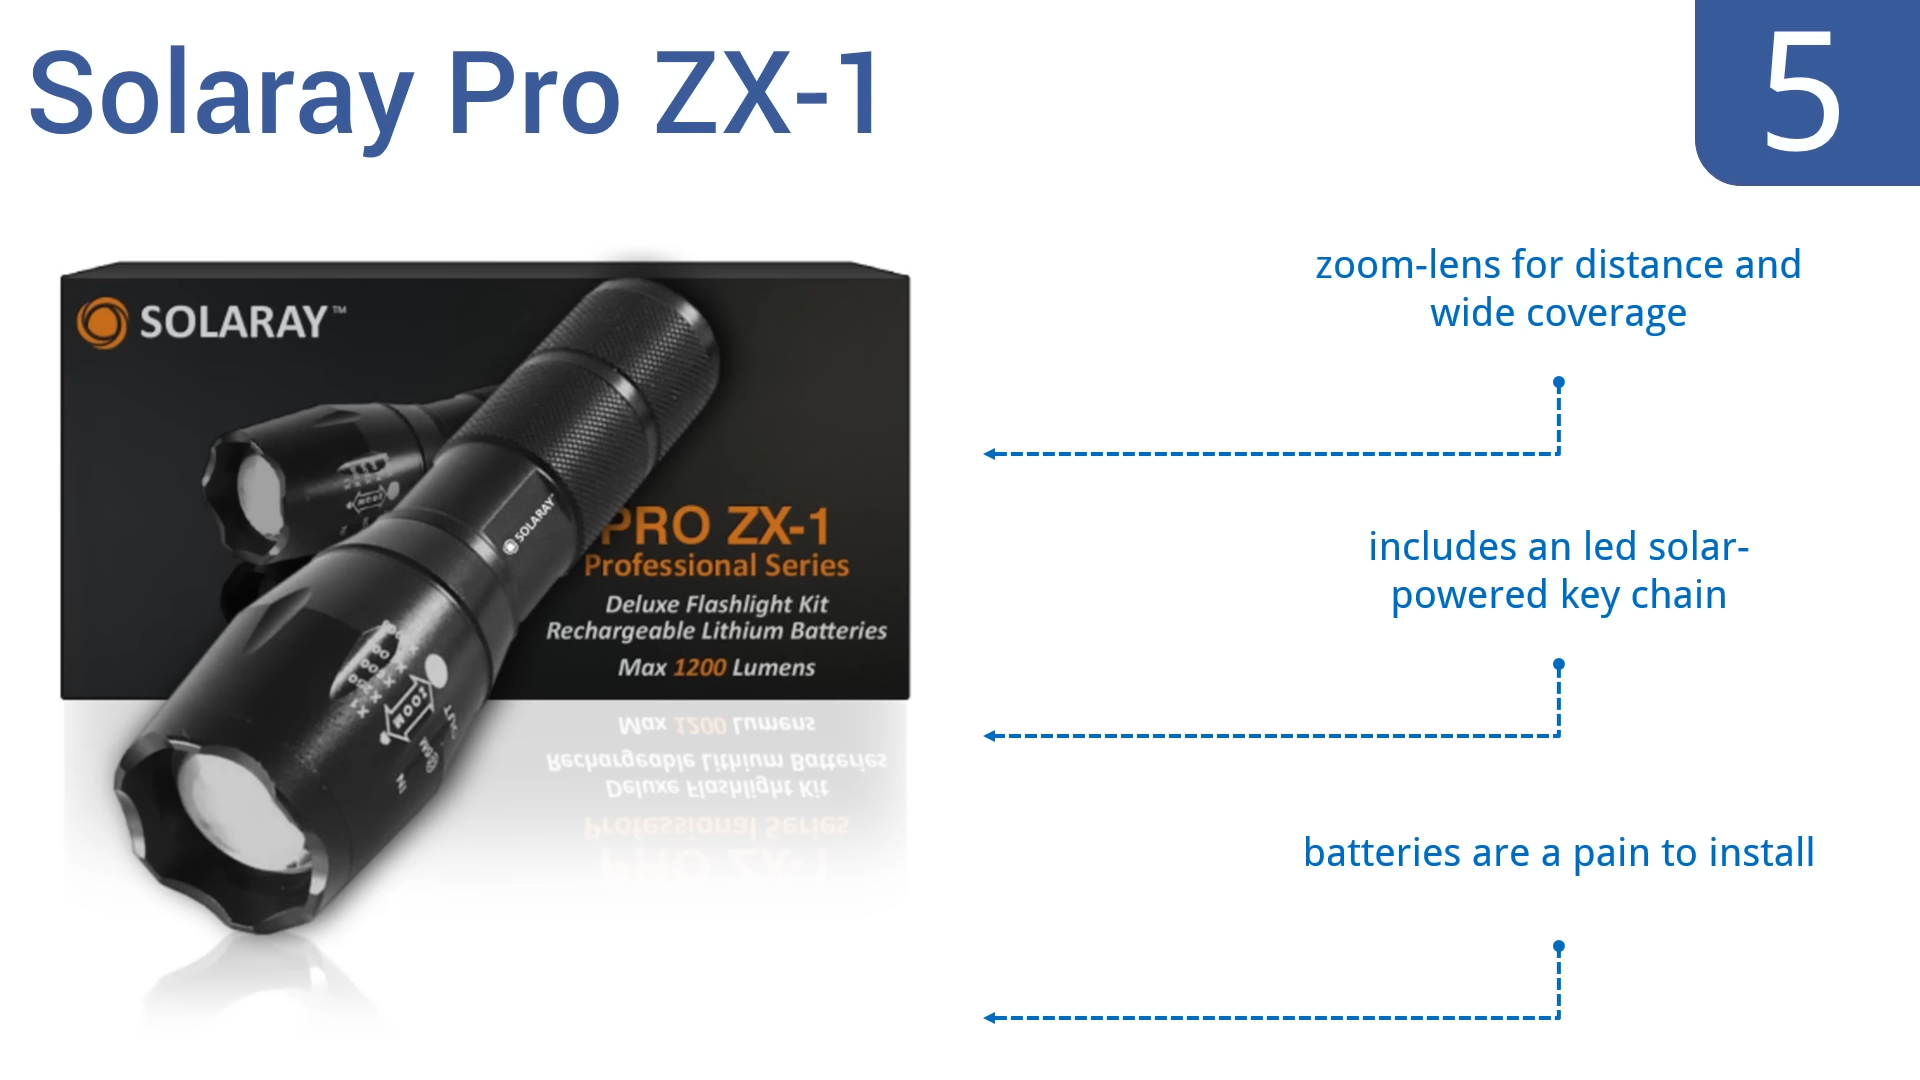 Solaray Pro ZX-1
5
SOLARAY™
SOLARAY
ZOOM
PRO ZX-1
Professional Series
Deluxe Flashlight Kit
Rechargeable Lithium Batteries
Max 1200 Lumens
zoom-lens for distance and
wide coverage
includes an led solar-
powered key chain
batteries are a pain to install